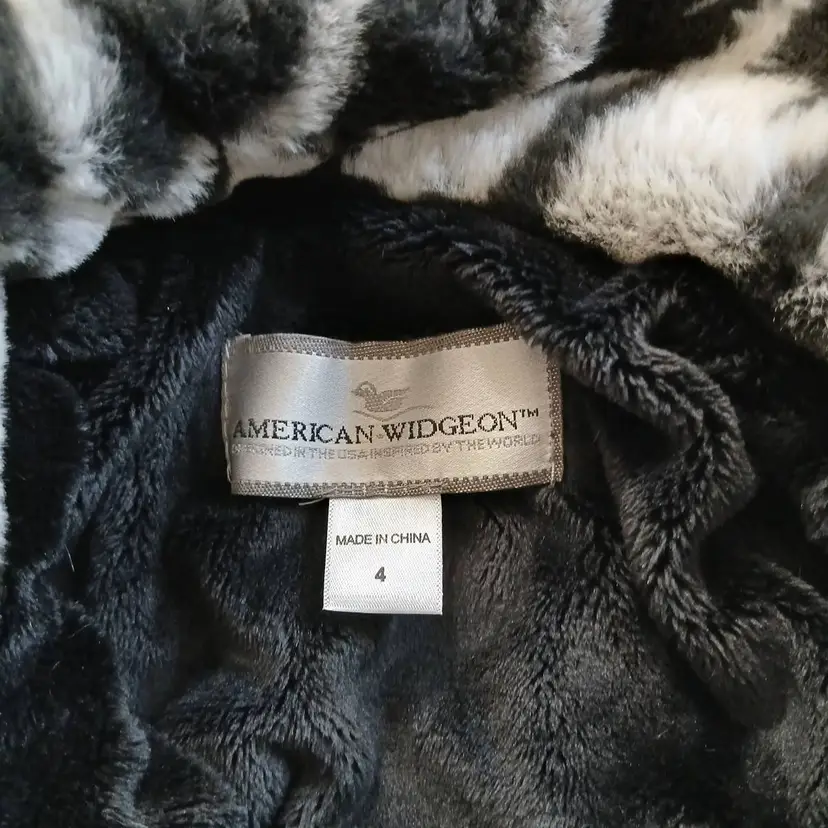 AMERICAN·WIDGEON™
DESIGNED IN THE USA INSPIRED BY THE WORLD
MADE IN CHINA
4